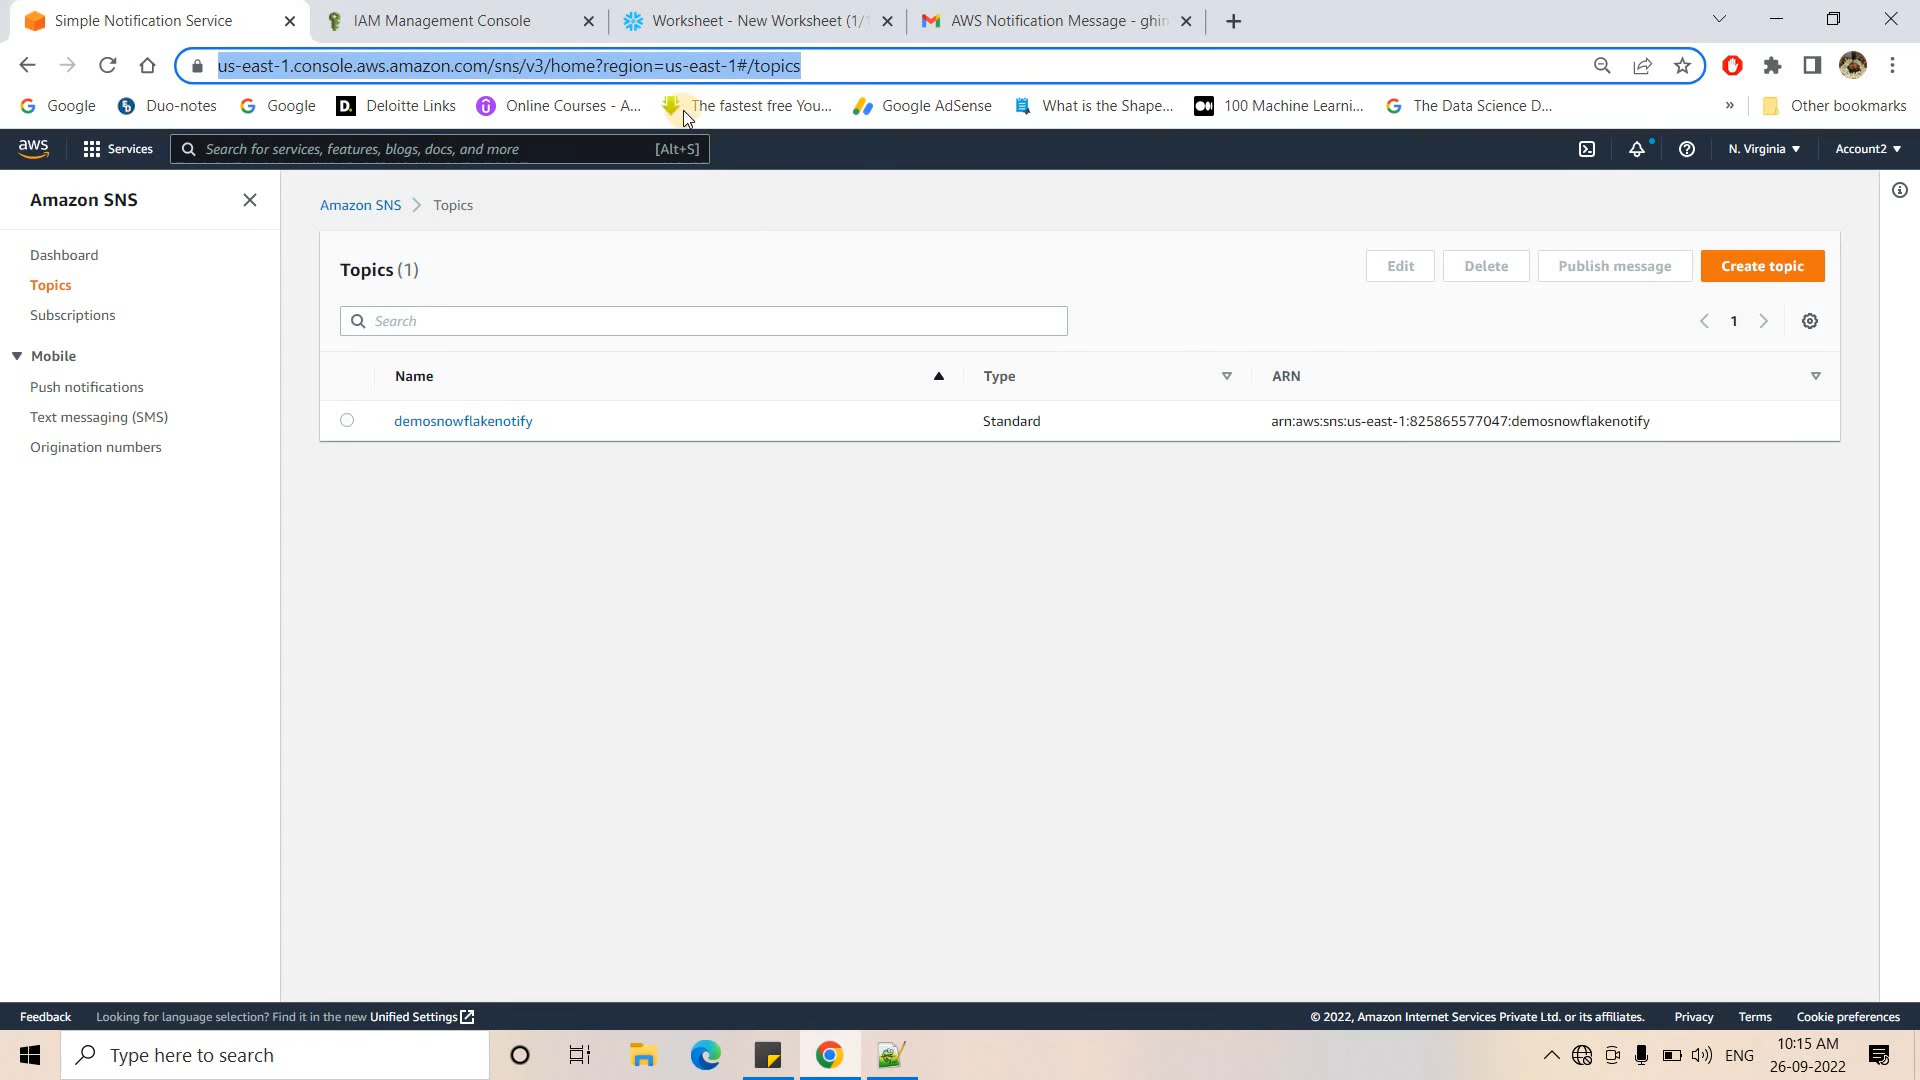 Simple Notification Service
IAM Management Console
Worksheet - New Worksheet (1/1
AWS Notification Message - ghin
us-east-1.console.aws.amazon.com/sns/v3/home?region=us-east-1#/topics
Google
Duo-notes
Google
D. Deloitte Links
Online Courses - A...
The fastest free You...
Google AdSense
What is the Shape...
100 Machine Learni...
The Data Science D...
»
Other bookmarks
aws
Services
Search for services, features, blogs, docs, and more [Alt+S]
N. Virginia
Account2
Amazon SNS
Dashboard
Topics
Subscriptions
Mobile
Push notifications
Text messaging (SMS)
Origination numbers
Amazon SNS > Topics
Topics (1)
Edit
Delete
Publish message
Create topic
Search
1
Name
Type
ARN
demosnowflakenotify
Standard
arn:aws:sns:us-east-1:825865577047:demosnowflakenotify
Feedback
Looking for language selection? Find it in the new Unified Settings
© 2022, Amazon Internet Services Private Ltd. or its affiliates.
Privacy
Terms
Cookie preferences
Type here to search
ENG
10:15 AM
26-09-2022